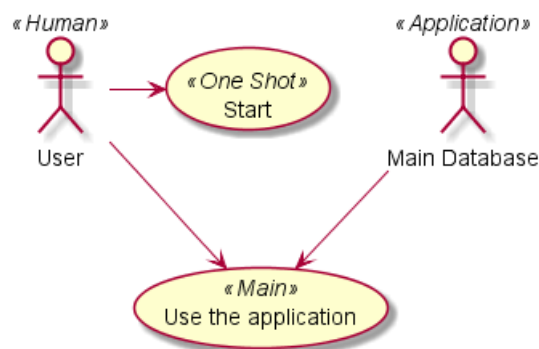 «Human»
User
«One Shot»
Start
«Application»
Main Database
«Main»
Use the application